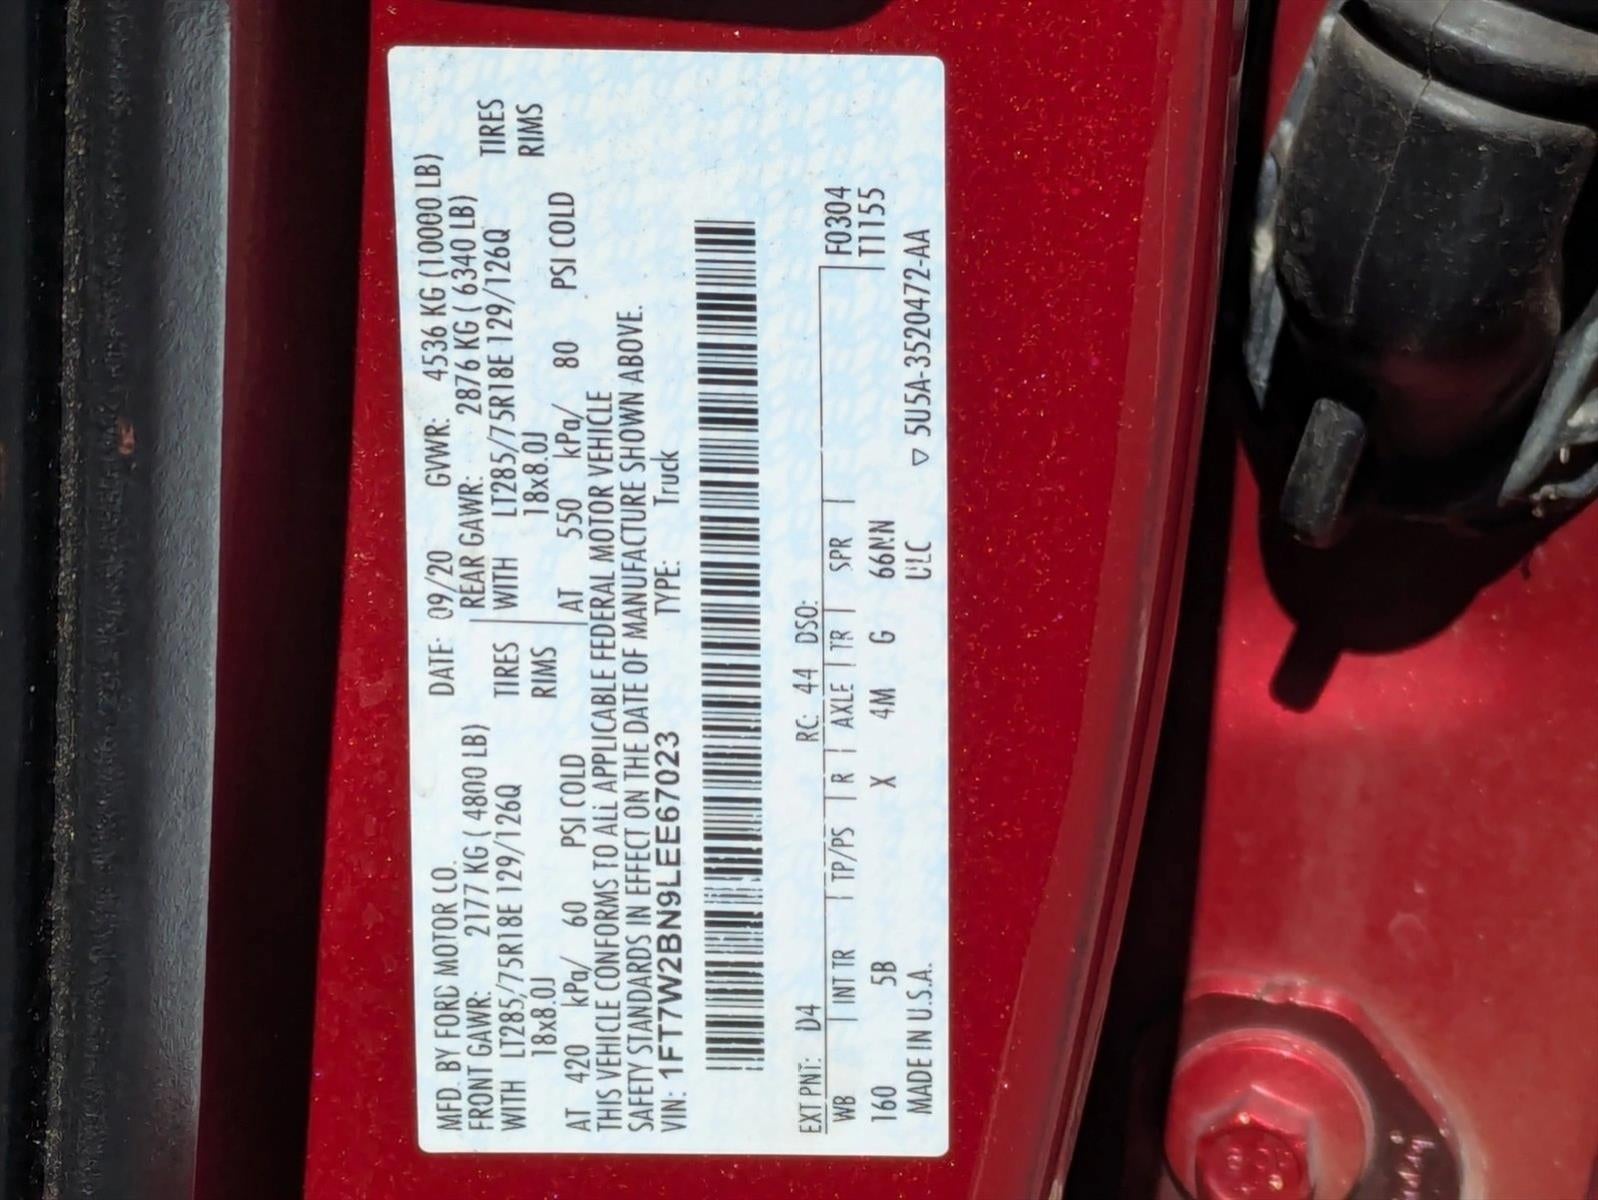 MFD. BY FORD MOTOR CO. DATE: 09/20 GVWR: 4536 KG (10000 LB)
FRONT GAWR: 2177 KG ( 4800 LB) REAR GAWR: 2876 KG ( 6340 LB)
WITH LT285/75R18E 129/126Q TIRES WITH LT285/75R18E 129/126Q TIRES
18x8.0J RIMS 18x8.0J RIMS
AT 420 kPa/ 60 PSI COLD AT 550 kPa/ 80 PSI COLD
THIS VEHICLE CONFORMS TO ALL APPLICABLE FEDERAL MOTOR VEHICLE
SAFETY STANDARDS IN EFFECT ON THE DATE OF MANUFACTURE SHOWN ABOVE.
VIN: 1FT7W2BN9LEE67023 TYPE: Truck
EXT PNT: D4 RC: 44 DSO: F0304
WB INT TR TP/PS R AXLE TR SPR T1155
160 5B X 4M G 66NN
MADE IN U.S.A. ULC ▽ 5U5A-3520472-AA